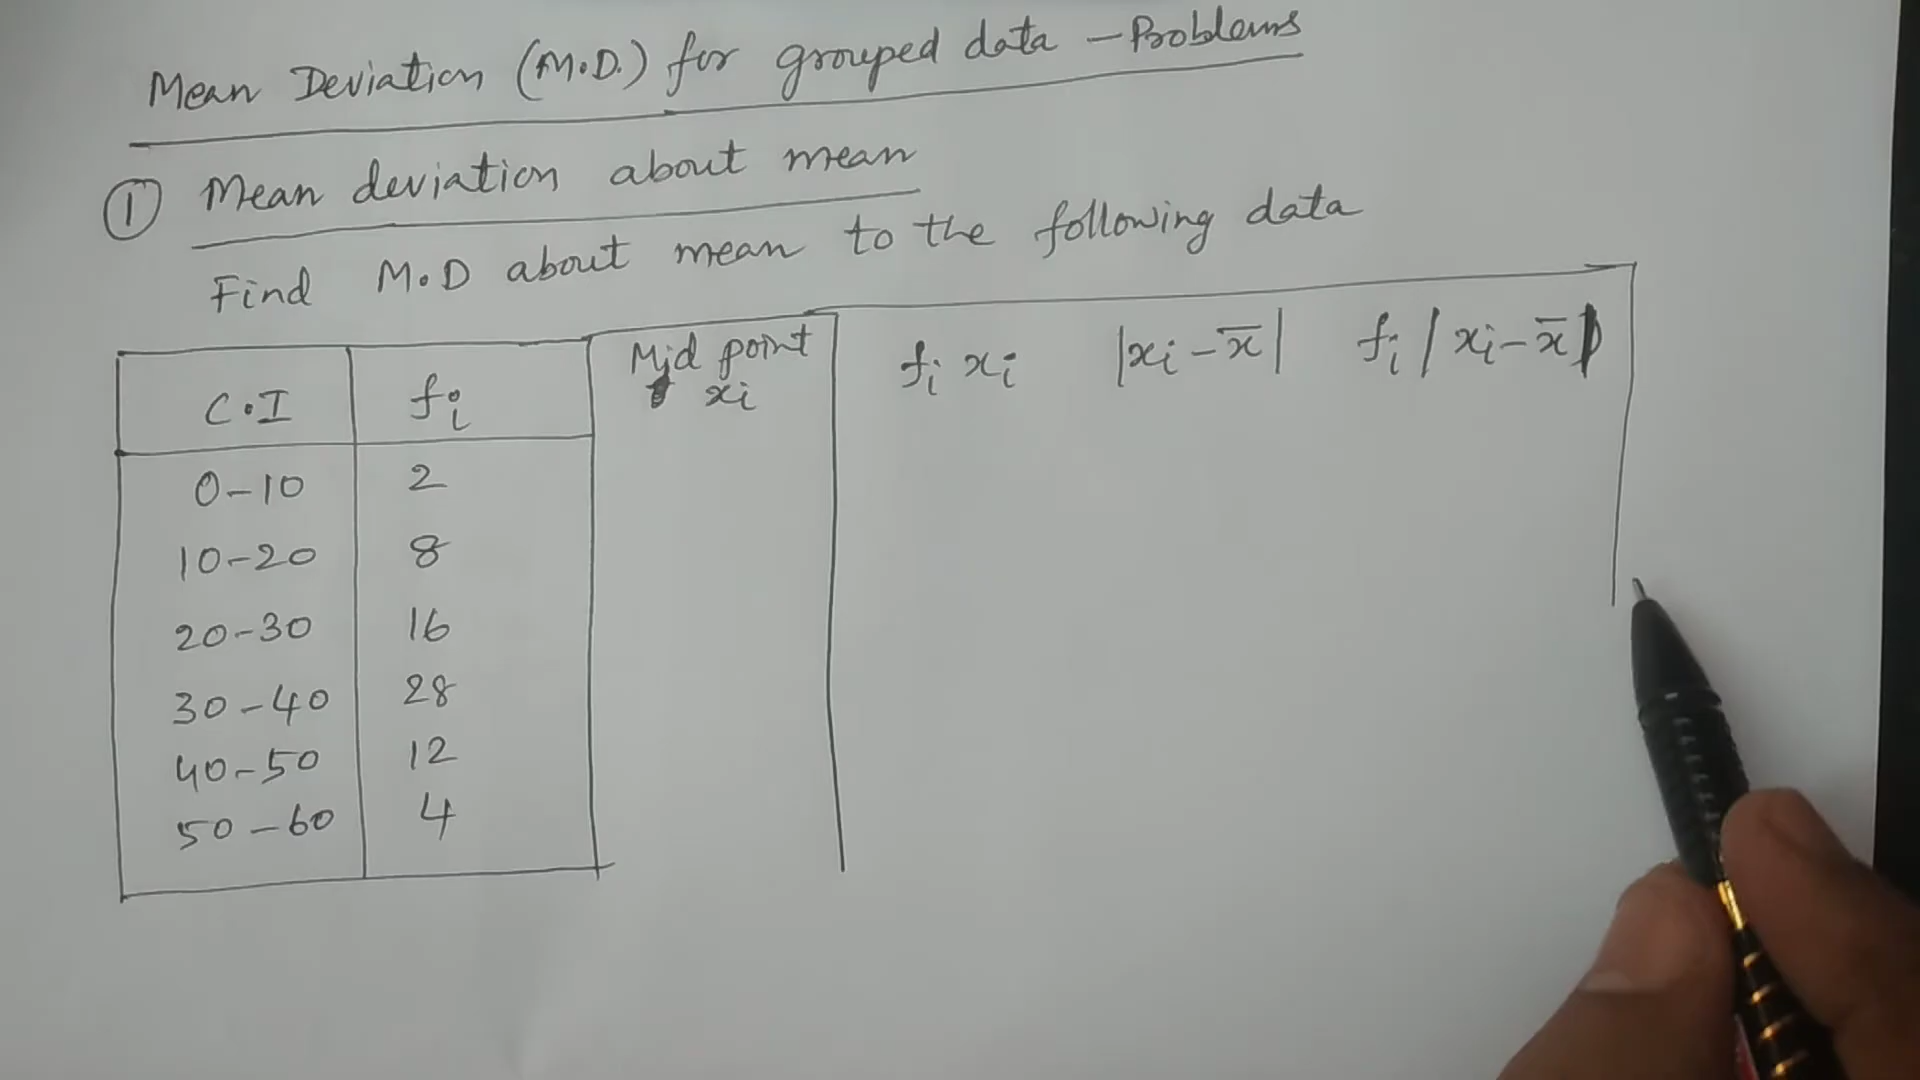 Mean Deviation (M.D.) for grouped data - Problems
① Mean deviation about mean
Find M.D about mean to the following data
C.I fi Mid point xi fi xi |xi - x̄| fi |xi - x̄|
0-10 2
10-20 8
20-30 16
30-40 28
40-50 12
50-60 4